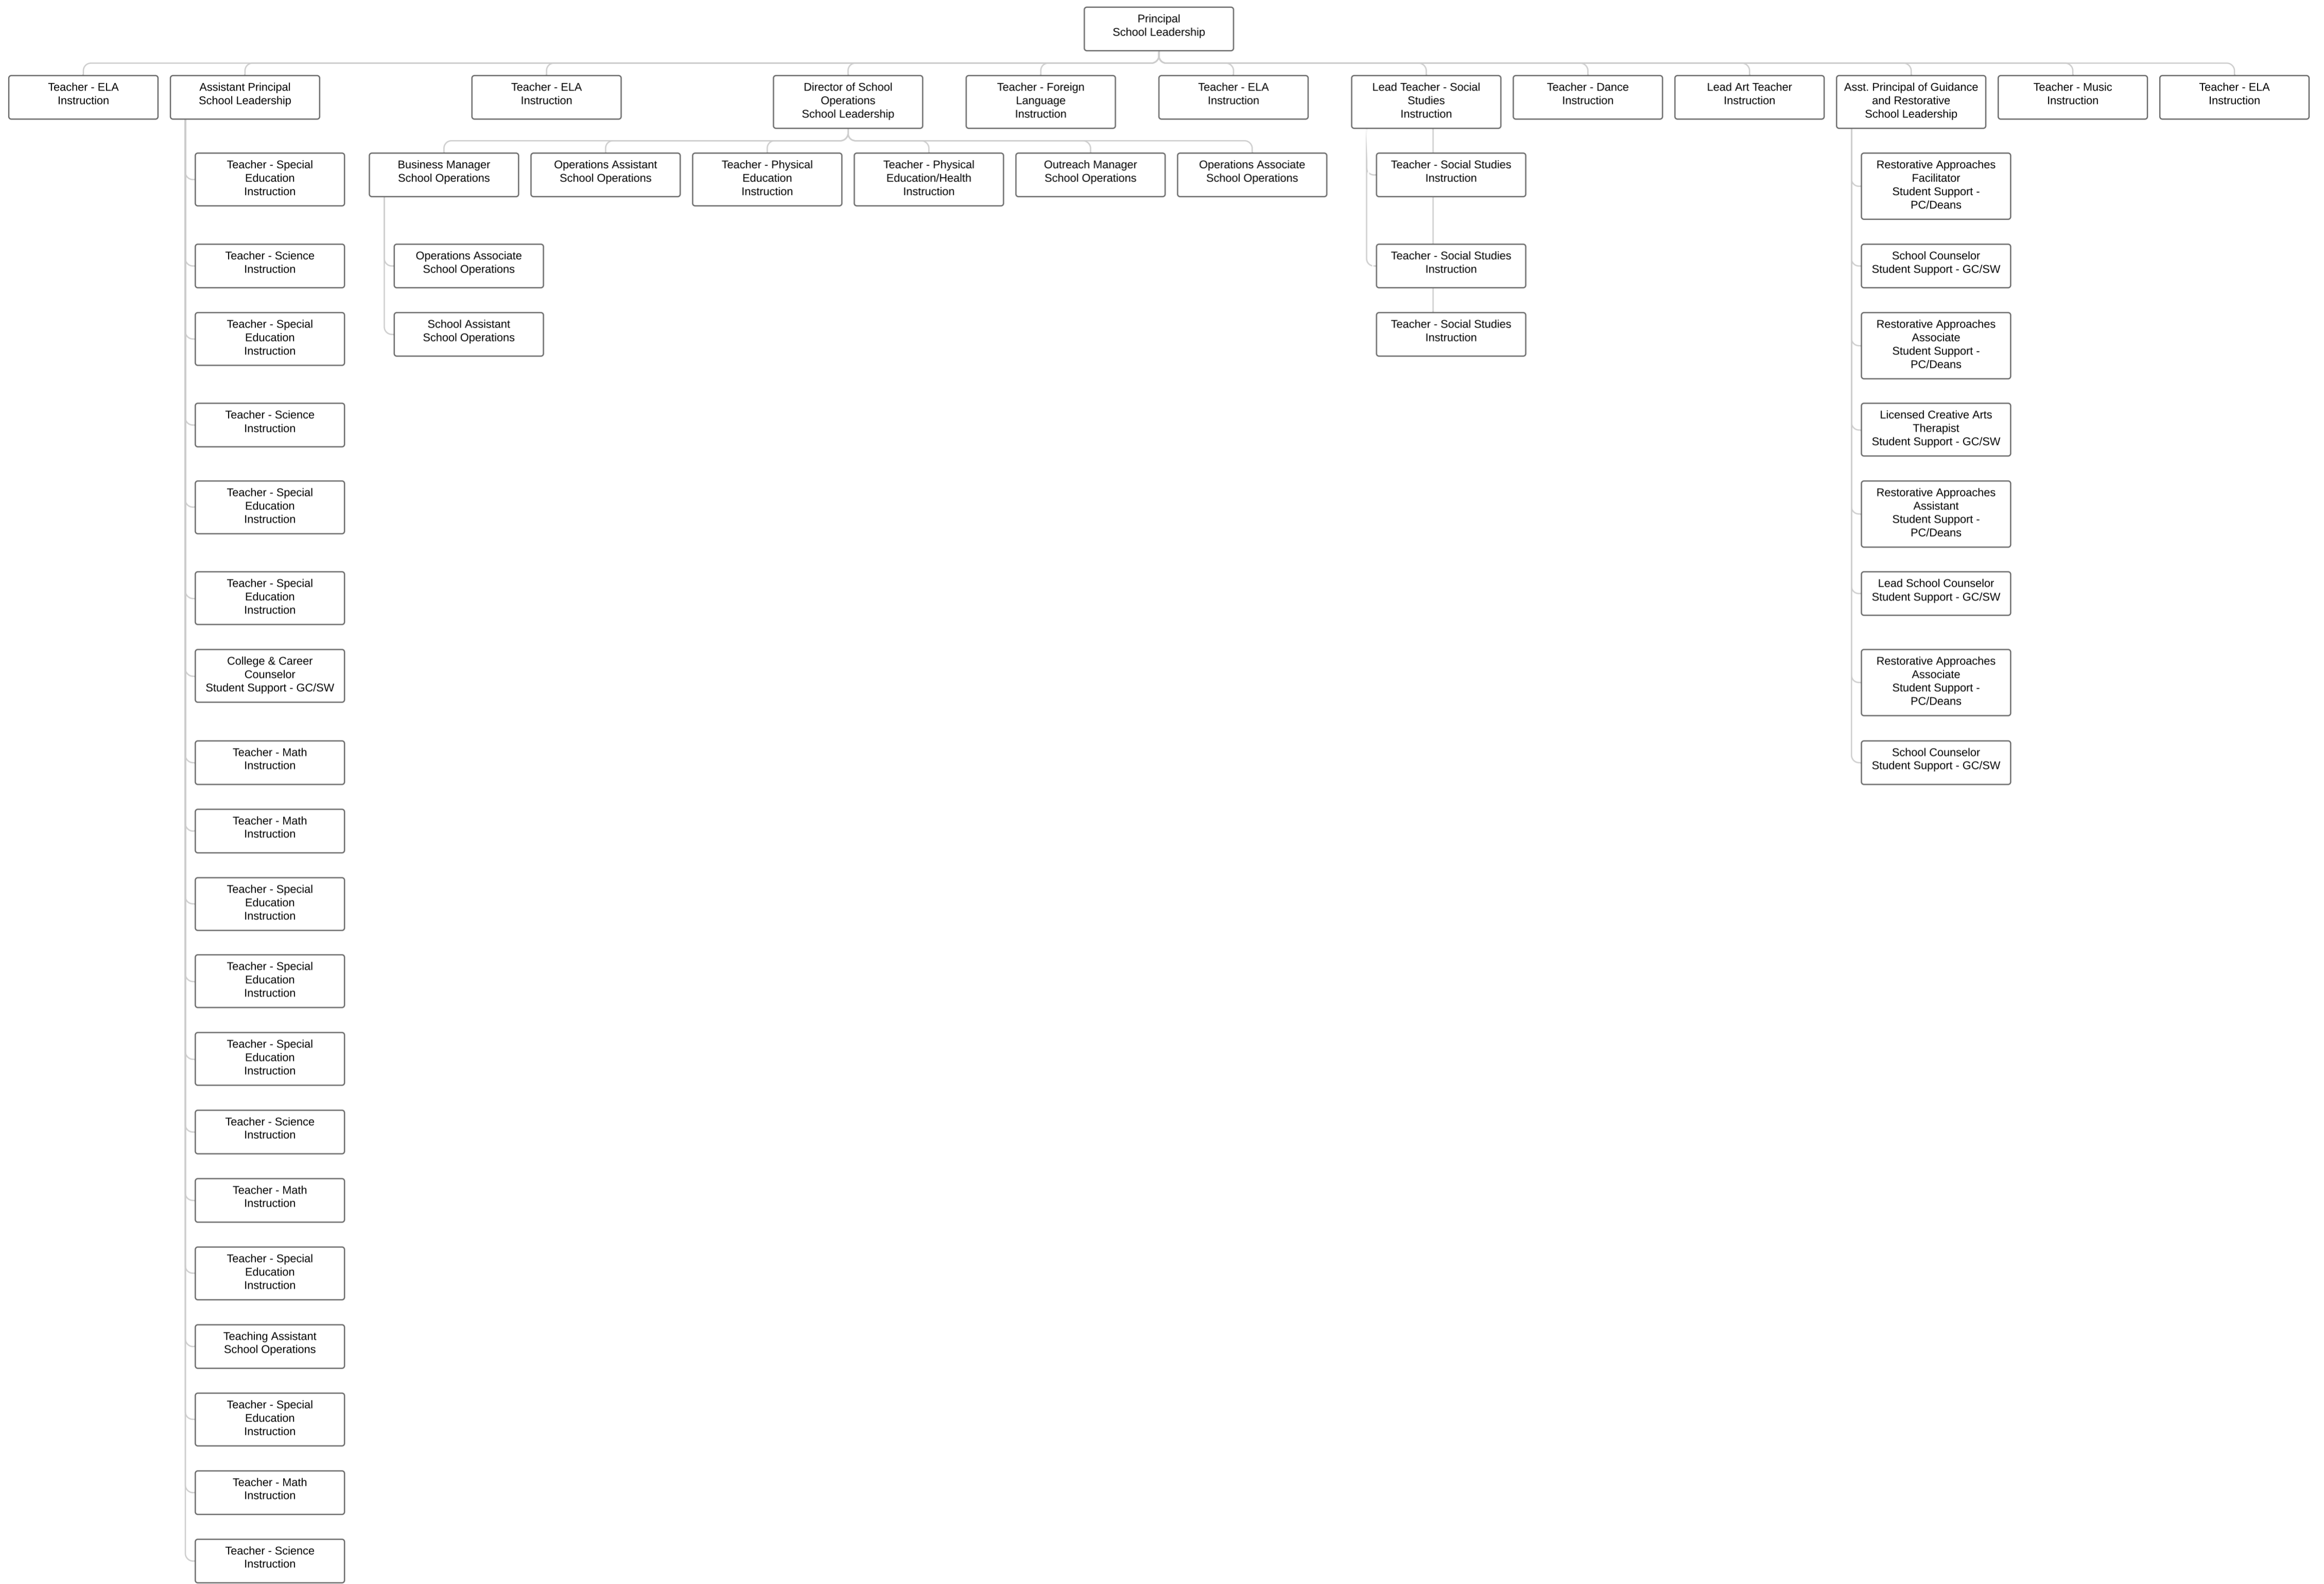 Principal
School Leadership
Teacher - ELA
Instruction
Assistant Principal
School Leadership
Teacher - ELA
Instruction
Director of School
Operations
School Leadership
Teacher - Foreign
Language
Instruction
Teacher - ELA
Instruction
Lead Teacher - Social
Studies
Instruction
Teacher - Dance
Instruction
Lead Art Teacher
Instruction
Asst. Principal of Guidance
and Restorative
School Leadership
Teacher - Music
Instruction
Teacher - ELA
Instruction
Teacher - Special
Education
Instruction
Teacher - Science
Instruction
Teacher - Special
Education
Instruction
Teacher - Science
Instruction
Teacher - Special
Education
Instruction
Teacher - Special
Education
Instruction
College & Career
Counselor
Student Support - GC/SW
Teacher - Math
Instruction
Teacher - Math
Instruction
Teacher - Special
Education
Instruction
Teacher - Special
Education
Instruction
Teacher - Special
Education
Instruction
Teacher - Science
Instruction
Teacher - Math
Instruction
Teacher - Special
Education
Instruction
Teaching Assistant
School Operations
Teacher - Special
Education
Instruction
Teacher - Math
Instruction
Teacher - Science
Instruction
Business Manager
School Operations
Operations Assistant
School Operations
Teacher - Physical
Education
Instruction
Teacher - Physical
Education/Health
Instruction
Outreach Manager
School Operations
Operations Associate
School Operations
Operations Associate
School Operations
School Assistant
School Operations
Teacher - Social Studies
Instruction
Teacher - Social Studies
Instruction
Teacher - Social Studies
Instruction
Restorative Approaches
Facilitator
Student Support -
PC/Deans
School Counselor
Student Support - GC/SW
Restorative Approaches
Associate
Student Support -
PC/Deans
Licensed Creative Arts
Therapist
Student Support - GC/SW
Restorative Approaches
Assistant
Student Support -
PC/Deans
Lead School Counselor
Student Support - GC/SW
Restorative Approaches
Associate
Student Support -
PC/Deans
School Counselor
Student Support - GC/SW